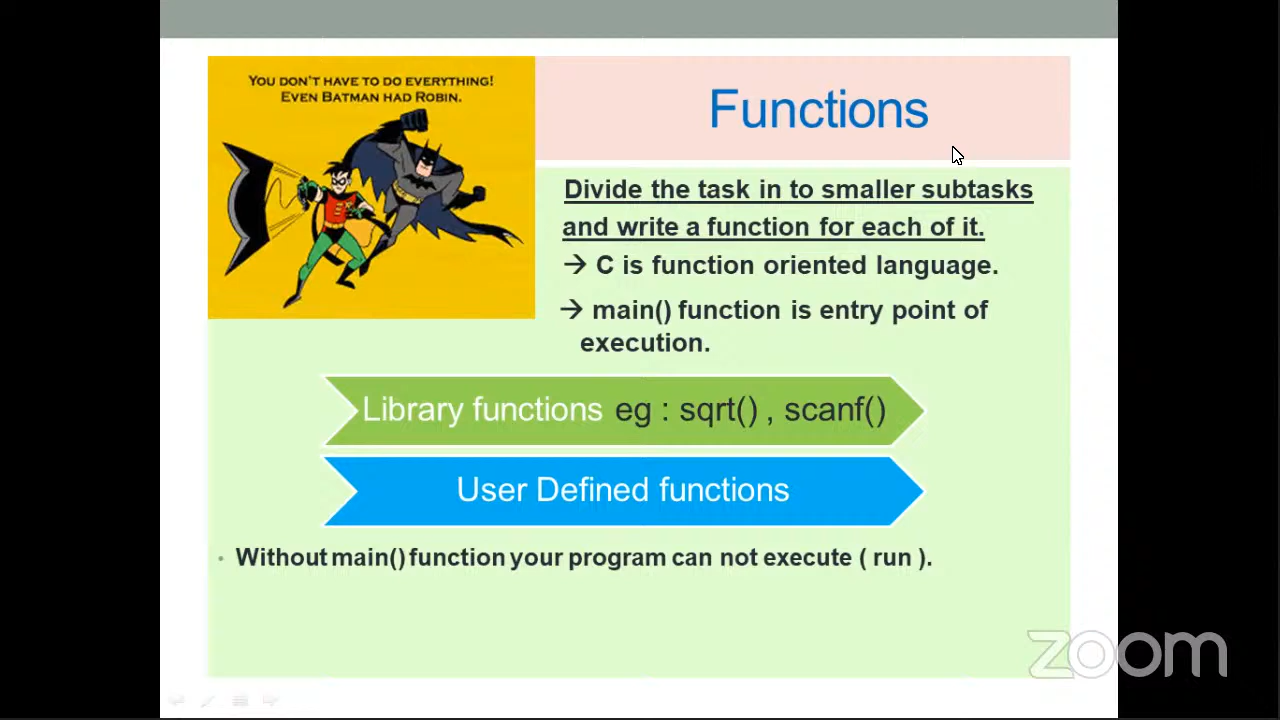 YOU DON'T HAVE TO DO EVERYTHING!
EVEN BATMAN HAD ROBIN.
Functions
Divide the task in to smaller subtasks
and write a function for each of it.
→ C is function oriented language.
→ main() function is entry point of
execution.
Library functions eg : sqrt() , scanf()
User Defined functions
• Without main() function your program can not execute ( run ).
zoom